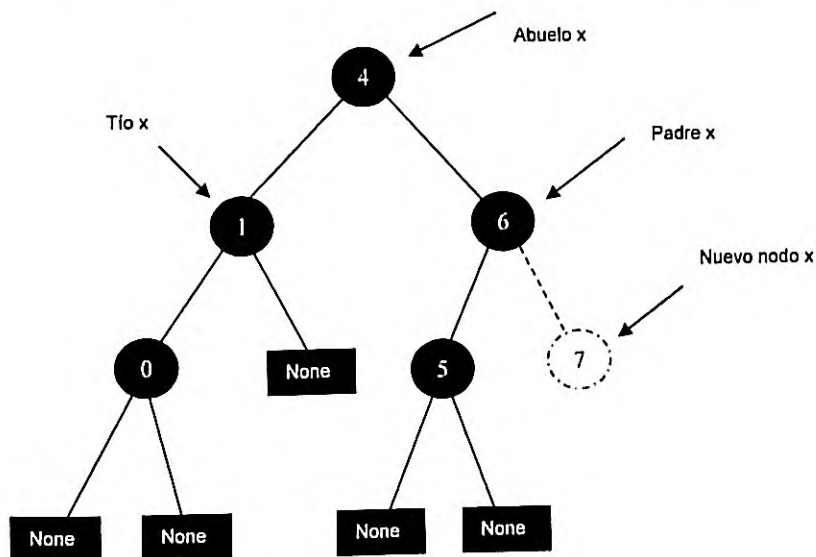 Abuelo x
4
Tío x
Padre x
1
6
Nuevo nodo x
0
None
5
7
None
None
None
None